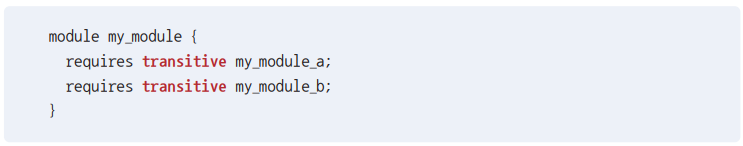 module my_module {
requires transitive my_module_a;
requires transitive my_module_b;
}